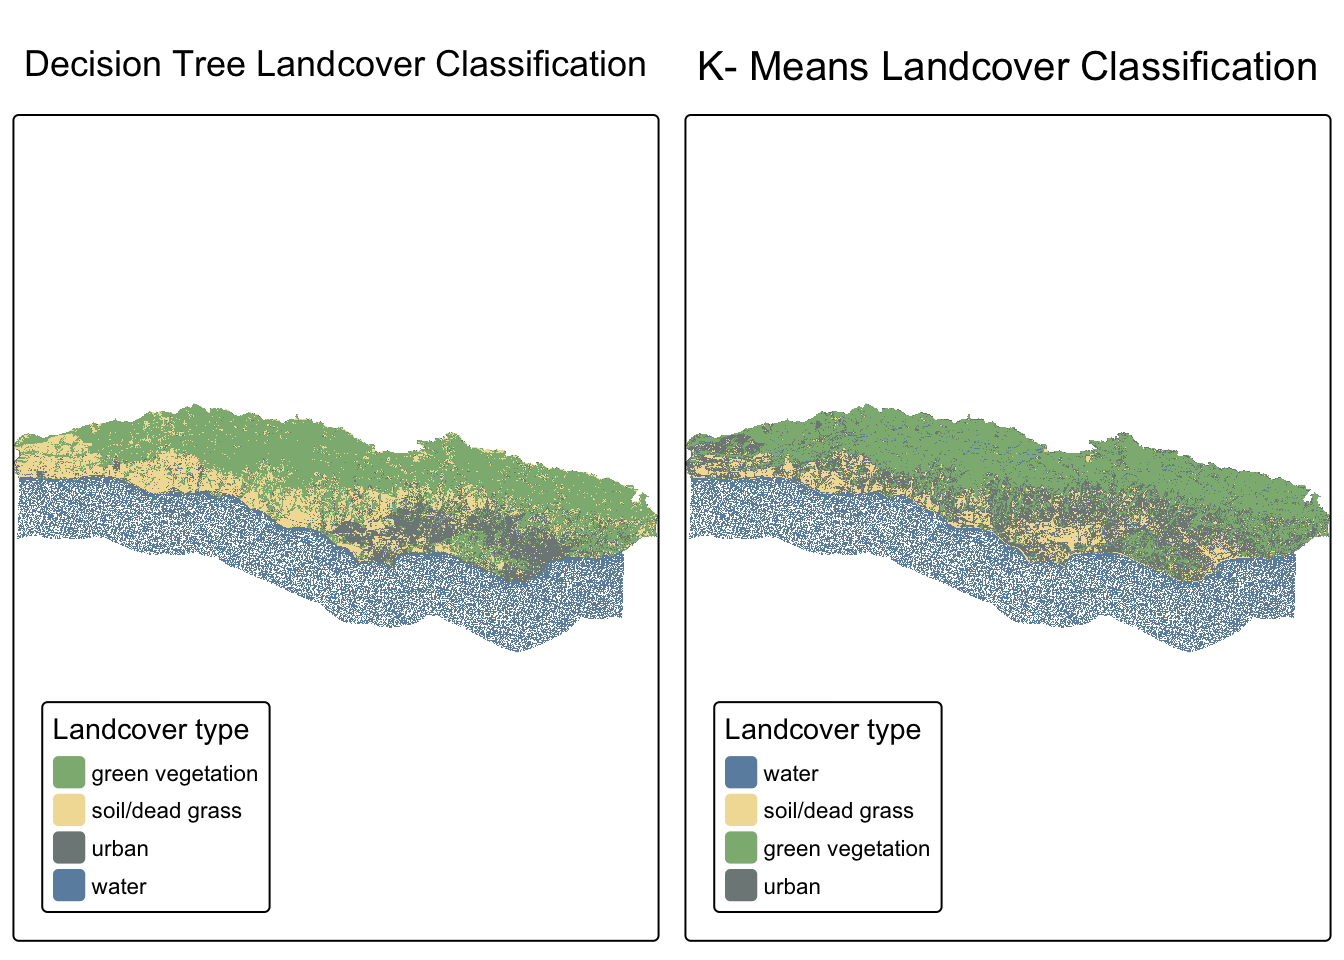 Decision Tree Landcover Classification
Landcover type
green vegetation
soil/dead grass
urban
water
K- Means Landcover Classification
Landcover type
water
soil/dead grass
green vegetation
urban